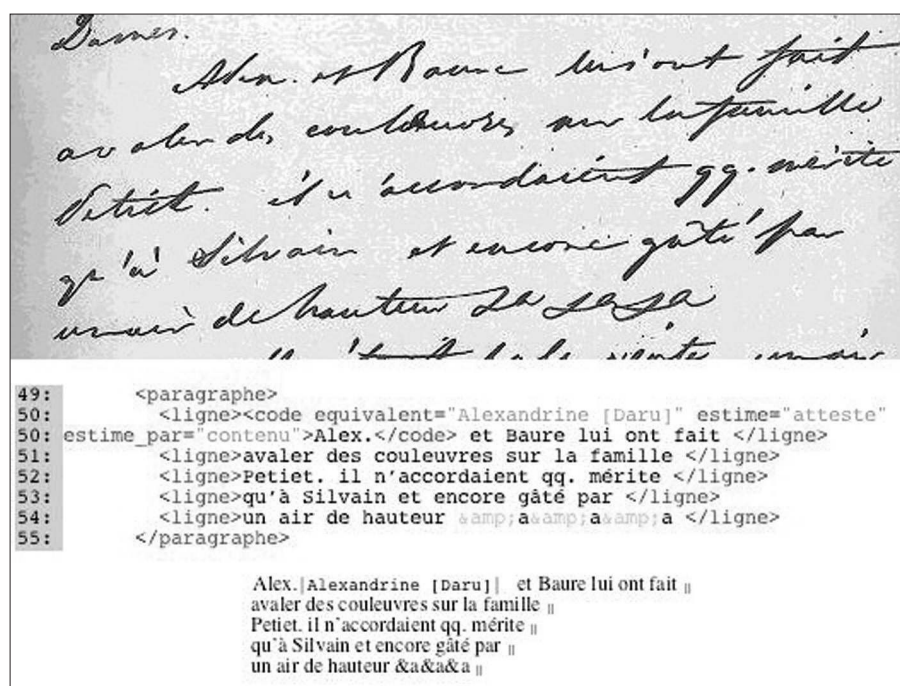 Dames.
Alex. et Baure lui ont fait
avaler des couleuvres sur la famille
Petiet. il n'accordaient qq. mérite
qu'à Silvain et encore gâté par
un air de hauteur &a &a &a
49: <paragraphe>
50: <ligne><code equivalent="Alexandrine [Daru]" estime="atteste"
50: estime_par="contenu">Alex.</code> et Baure lui ont fait </ligne>
51: <ligne>avaler des couleuvres sur la famille </ligne>
52: <ligne>Petiet. il n'accordaient qq. mérite </ligne>
53: <ligne>qu'à Silvain et encore gâté par </ligne>
54: <ligne>un air de hauteur &amp;a&amp;a&amp;a </ligne>
55: </paragraphe>
Alex.|Alexandrine [Daru]| et Baure lui ont fait ||
avaler des couleuvres sur la famille ||
Petiet. il n'accordaient qq. mérite ||
qu'à Silvain et encore gâté par ||
un air de hauteur &a&a&a ||